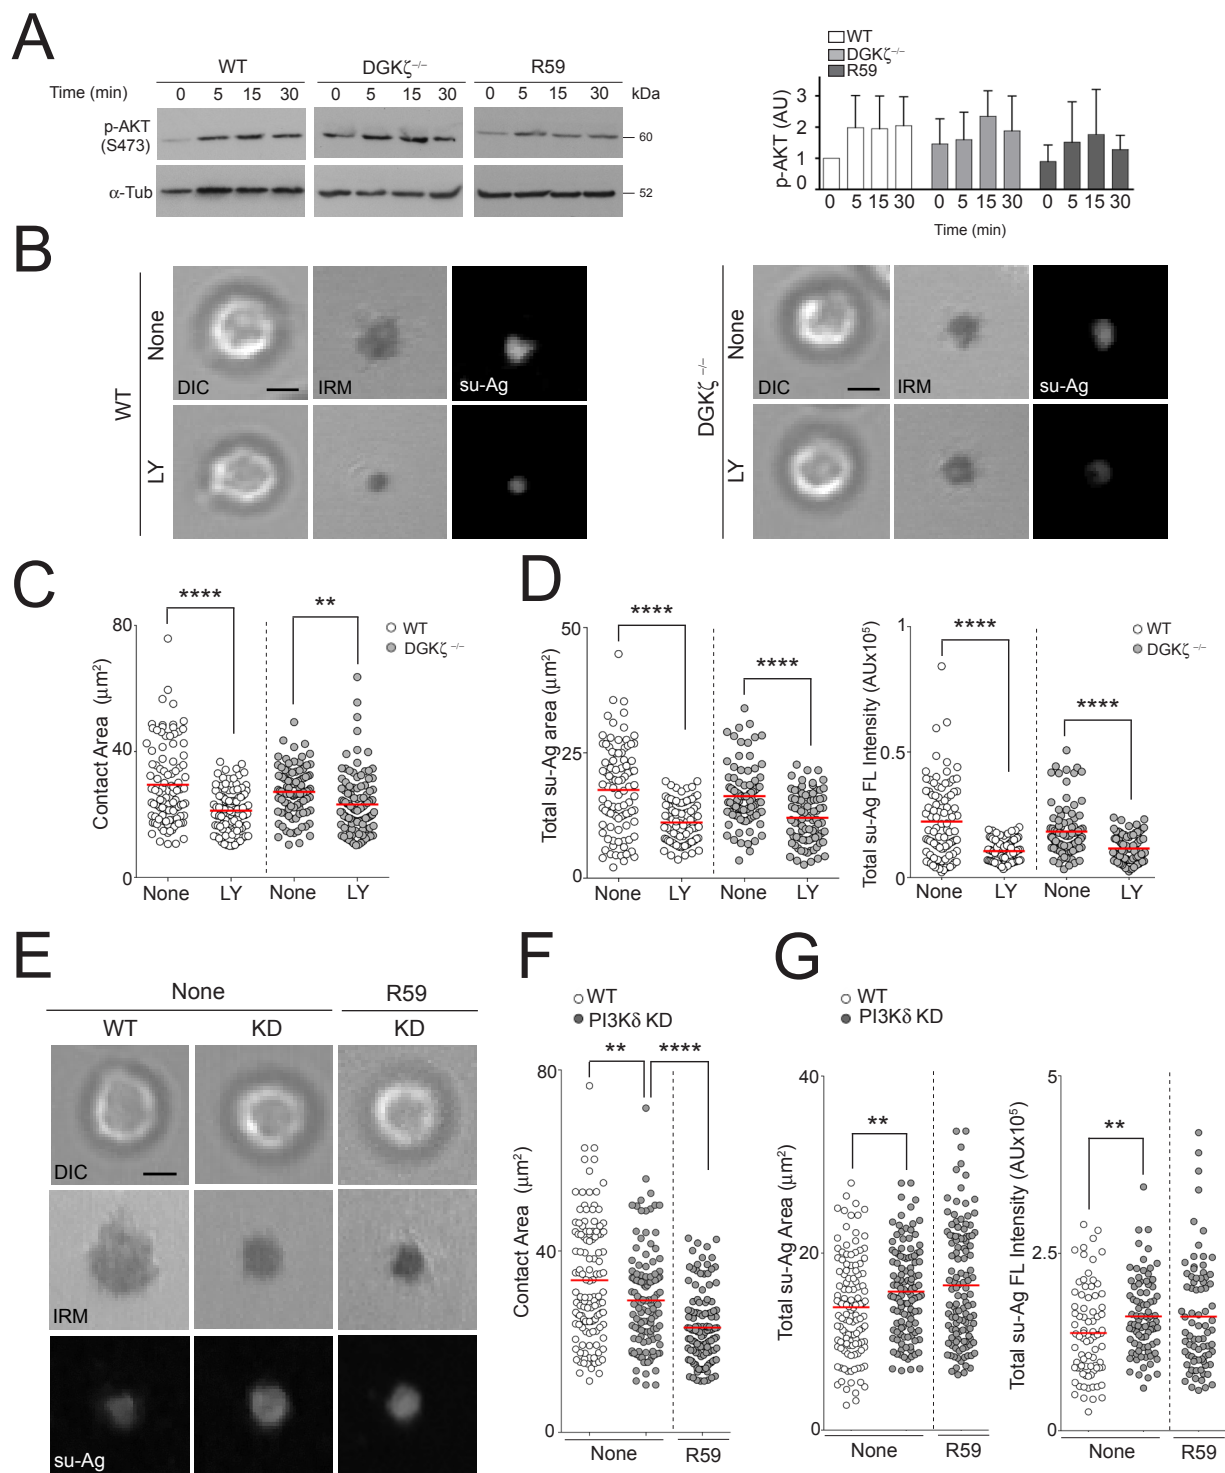 A
WT DGKζ−/− R59
Time (min) 0 5 15 30 0 5 15 30 0 5 15 30 kDa
p-AKT
(S473)
60
α-Tub
52
WT
DGKζ−/−
R59
p-AKT (AU)
3
2
1
0
0 5 15 30 0 5 15 30 0 5 15 30
Time (min)
B
WT
None
DIC IRM su-Ag
LY
DGKζ −/−
None
DIC IRM su-Ag
LY
C
**** **
WT
DGKζ −/−
Contact Area (μm²)
80
40
0
None LY None LY
D
**** ****
Total su-Ag area (μm²)
50
25
0
None LY None LY
**** ****
WT
DGKζ −/−
Total su-Ag FL Intensity (AUx10⁵)
1
0.5
0
None LY None LY
E
None R59
WT KD KD
DIC
IRM
su-Ag
F
WT
PI3Kδ KD
** ****
Contact Area (μm²)
80
40
0
None R59
G
WT
PI3Kδ KD
**
Total su-Ag Area (μm²)
40
20
0
None R59
**
Total su-Ag FL Intensity (AUx10⁵)
5
2.5
0
None R59